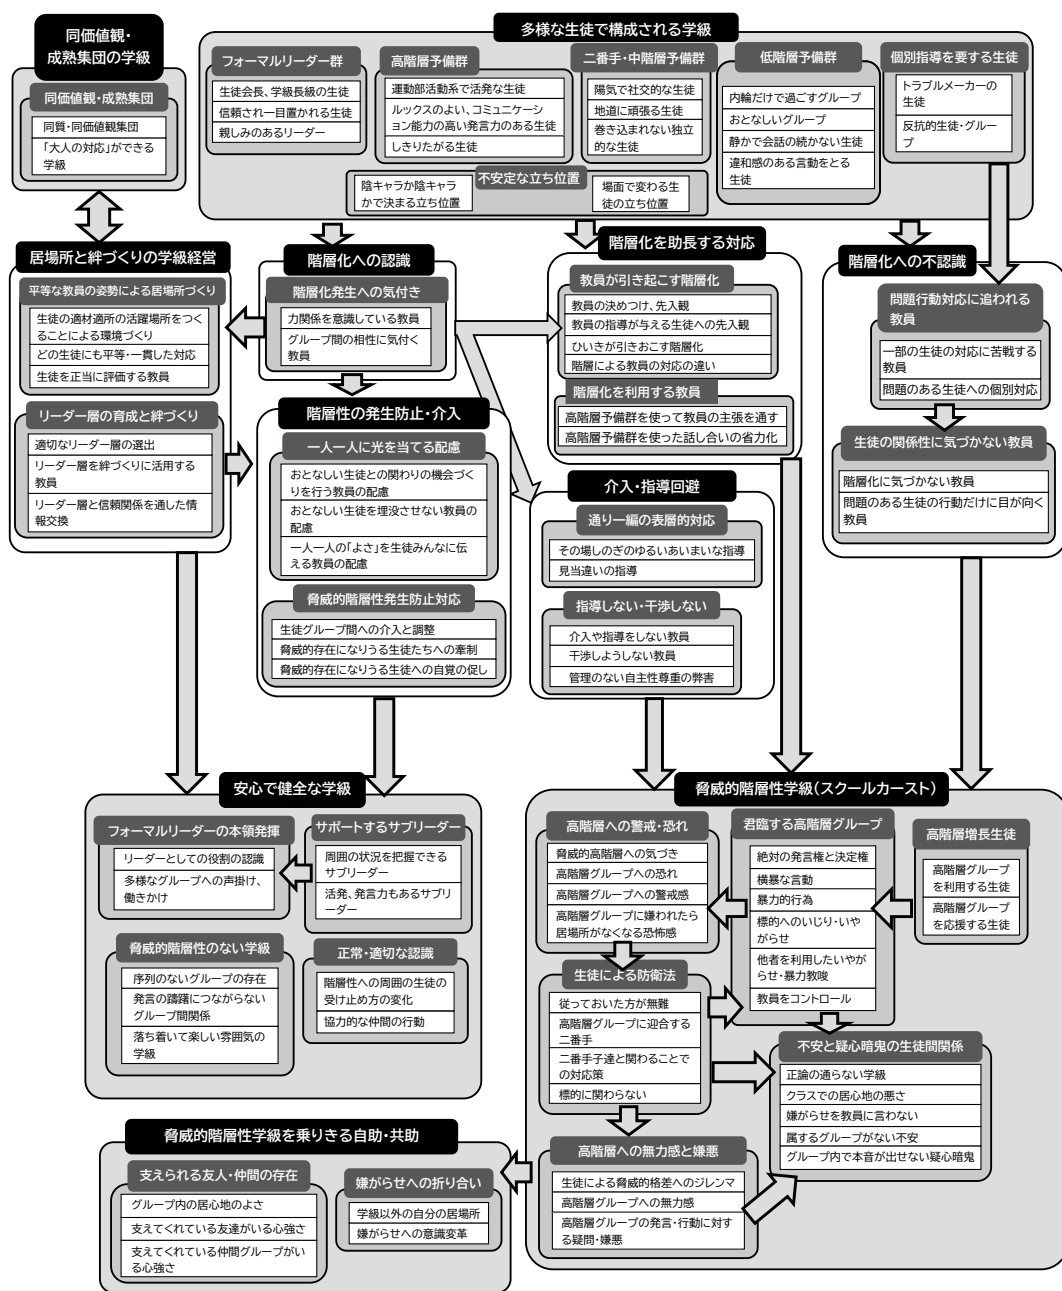 同価値観・
成熟集団の学級
同価値観・成熟集団
同質・同価値観集団
「大人の対応」ができる
学級
多様な生徒で構成される学級
フォーマルリーダー群
生徒会長、学級長級の生徒
信頼され一目置かれる生徒
親しみのあるリーダー
高階層予備群
運動部活動系で活発な生徒
ルックスのよい、コミュニケーシ
ョン能力の高い発言力のある生徒
しきりたがる生徒
二番手・中階層予備群
陽気で社交的な生徒
地道に頑張る生徒
巻き込まれない独立
的な生徒
低階層予備群
内輪だけで過ごすグループ
おとなしいグループ
静かで会話の続かない生徒
違和感のある言動をとる
生徒
個別指導を要する生徒
トラブルメーカーの
生徒
反抗的生徒・グルー
プ
不安定な立ち位置
陰キャラか陰キャラ
かで決まる立ち位置
場面で変わる生
徒の立ち位置
居場所と絆づくりの学級経営
平等な教員の姿勢による居場所づくり
生徒の適材適所の活躍場所をつく
ることによる環境づくり
どの生徒にも平等・一貫した対応
生徒を正当に評価する教員
リーダー層の育成と絆づくり
適切なリーダー層の選出
リーダー層を絆づくりに活用する
教員
リーダー層と信頼関係を通した情
報交換
階層化への認識
階層化発生への気付き
力関係を意識している教員
グループ間の相性に気付く
教員
階層性の発生防止・介入
一人一人に光を当てる配慮
おとなしい生徒との関わりの機会づく
りを行う教員の配慮
おとなしい生徒を埋没させない教員の
配慮
一人一人の「よさ」を生徒みんなに伝
える教員の配慮
脅威的階層性発生防止対応
生徒グループ間への介入と調整
脅威的存在になりうる生徒たちへの牽制
脅威的存在になりうる生徒への自覚の促し
階層化を助長する対応
教員が引き起こす階層化
教員の決めつけ、先入観
教員の指導が与える生徒への先入観
ひいきが引きおこす階層化
階層による教員の対応の違い
階層化を利用する教員
高階層予備群を使って教員の主張を通す
高階層予備群を使った話し合いの省力化
介入・指導回避
通り一編の表層的対応
その場しのぎのゆるいあいまいな指導
見当違いの指導
指導しない・干渉しない
介入や指導をしない教員
干渉しようしない教員
管理のない自主性尊重の弊害
階層化への不認識
問題行動対応に追われる
教員
一部の生徒の対応に苦戦する
教員
問題のある生徒への個別対応
生徒の関係性に気づかない教員
階層化に気づかない教員
問題のある生徒の行動だけに目が向く
教員
安心で健全な学級
フォーマルリーダーの本領発揮
リーダーとしての役割の認識
多様なグループへの声掛け、
働きかけ
サポートするサブリーダー
周囲の状況を把握できる
サブリーダー
活発、発言力もあるサブリ
ーダー
脅威的階層性のない学級
序列のないグループの存在
発言の躊躇につながらない
グループ間関係
落ち着いて楽しい雰囲気の
学級
正常・適切な認識
階層性への周囲の生徒の
受け止め方の変化
協力的な仲間の行動
脅威的階層性学級(スクールカースト)
高階層への警戒・恐れ
脅威的高階層への気づき
高階層グループへの恐れ
高階層グループへの警戒感
高階層グループに嫌われたら
居場所がなくなる恐怖感
君臨する高階層グループ
絶対の発言権と決定権
横暴な言動
暴力的行為
標的へのいじり・いや
がらせ
他者を利用したいやが
らせ・暴力教唆
教員をコントロール
高階層増長生徒
高階層グループ
を利用する生徒
高階層グループ
を応援する生徒
生徒による防衛法
従っておいた方が無難
高階層グループに迎合する
二番手
二番手子達と関わることで
の対応策
標的に関わらない
不安と疑心暗鬼の生徒間関係
正論の通らない学級
クラスでの居心地の悪さ
嫌がらせを教員に言わない
属するグループがない不安
グループ内で本音が出せない疑心暗鬼
高階層への無力感と嫌悪
生徒による脅威的格差へのジレンマ
高階層グループへの無力感
高階層グループの発言・行動に対す
る疑問・嫌悪
脅威的階層性学級を乗りきる自助・共助
支えられる友人・仲間の存在
グループ内の居心地のよさ
支えてくれている友達がいる心強さ
支えてくれている仲間グループがい
る心強さ
嫌がらせへの折り合い
学級以外の自分の居場所
嫌がらせへの意識変革